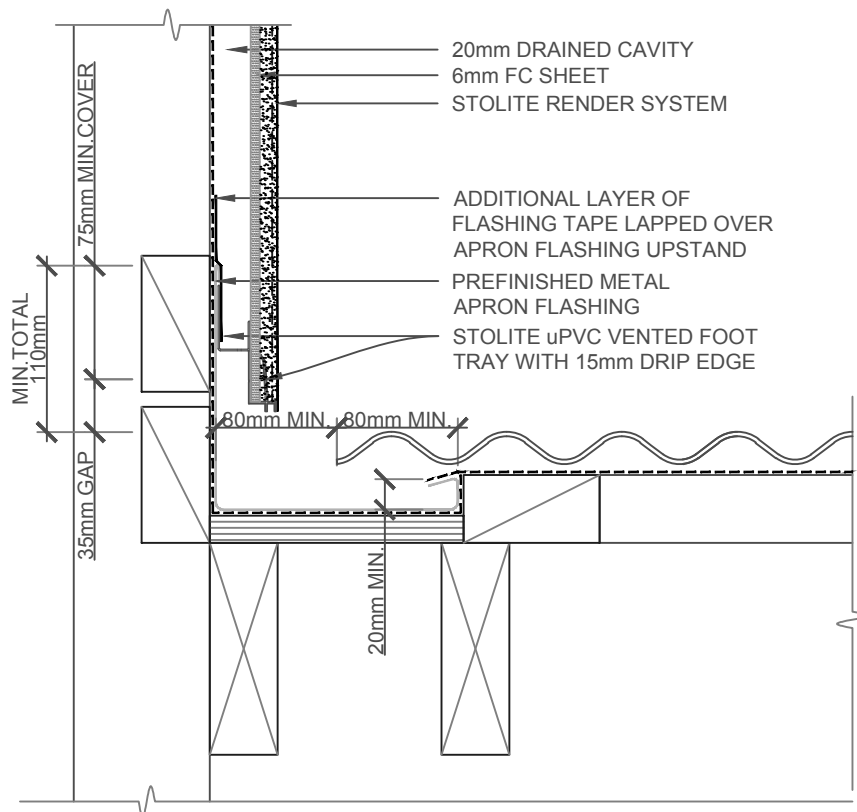 20mm DRAINED CAVITY
6mm FC SHEET
STOLITE RENDER SYSTEM
ADDITIONAL LAYER OF
FLASHING TAPE LAPPED OVER
APRON FLASHING UPSTAND
PREFINISHED METAL
APRON FLASHING
STOLITE uPVC VENTED FOOT
TRAY WITH 15mm DRIP EDGE
75mm MIN.COVER
MIN.TOTAL
110mm
35mm GAP
80mm MIN.
80mm MIN.
20mm MIN.